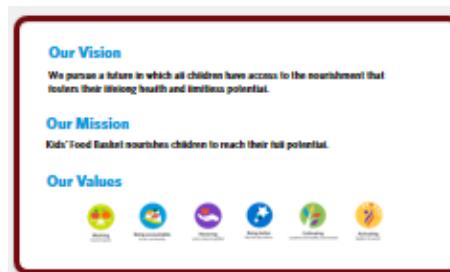 Our Vision
We pursue a future in which all children have access to the nourishment that
fosters their lifelong health and limitless potential.
Our Mission
Kids' Food Basket nourishes children to reach their full potential.
Our Values